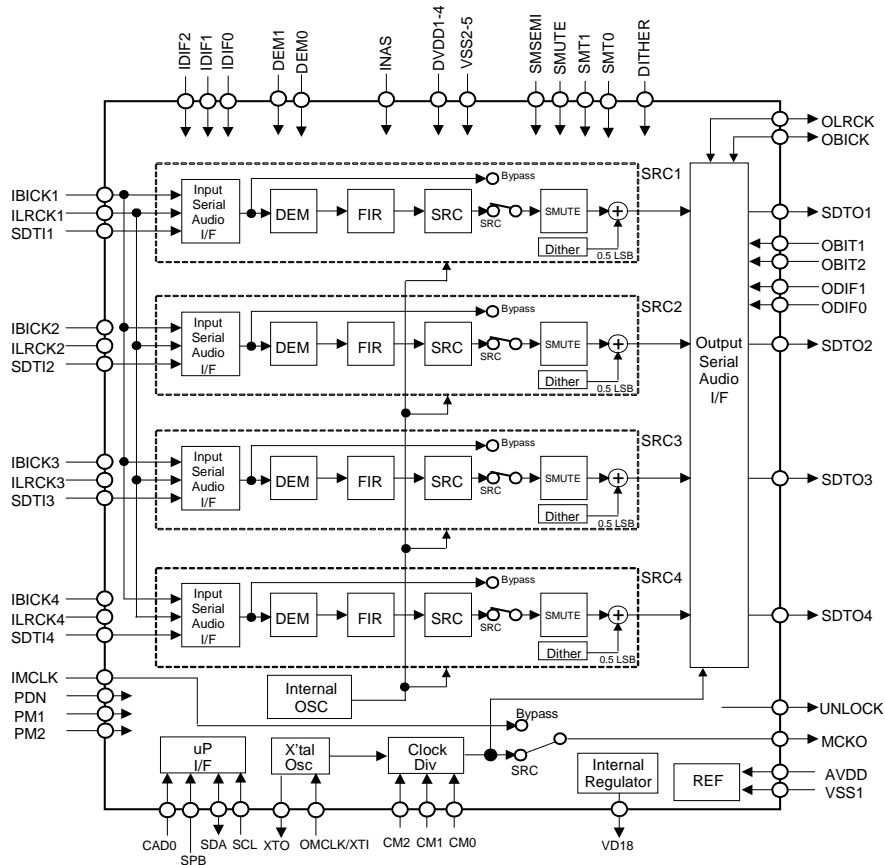 IDIF2
IDIF1
IDIF0
DEM1
DEM0
INAS
DVDD1-4
VSS2-5
SMSEMI
SMUTE
SMT1
SMT0
DITHER
OLRCK
OBICK
IBICK1
ILRCK1
SDTI1
Input
Serial
Audio
I/F
DEM
FIR
SRC
SRC
Bypass
SMUTE
Dither
0.5 LSB
SRC1
SDTO1
OBIT1
OBIT2
ODIF1
ODIF0
IBICK2
ILRCK2
SDTI2
Input
Serial
Audio
I/F
DEM
FIR
SRC
SRC
Bypass
SMUTE
Dither
0.5 LSB
SRC2
Output
Serial
Audio
I/F
SDTO2
IBICK3
ILRCK3
SDTI3
Input
Serial
Audio
I/F
DEM
FIR
SRC
SRC
Bypass
SMUTE
Dither
0.5 LSB
SRC3
SDTO3
IBICK4
ILRCK4
SDTI4
Input
Serial
Audio
I/F
DEM
FIR
SRC
SRC
Bypass
SMUTE
Dither
0.5 LSB
SRC4
SDTO4
IMCLK
PDN
PM1
PM2
Internal
OSC
Bypass
SRC
UNLOCK
MCKO
uP
I/F
X'tal
Osc
Clock
Div
Internal
Regulator
REF
AVDD
VSS1
CAD0
SPB
SDA
SCL
XTO
OMCLK/XTI
CM2
CM1
CM0
VD18